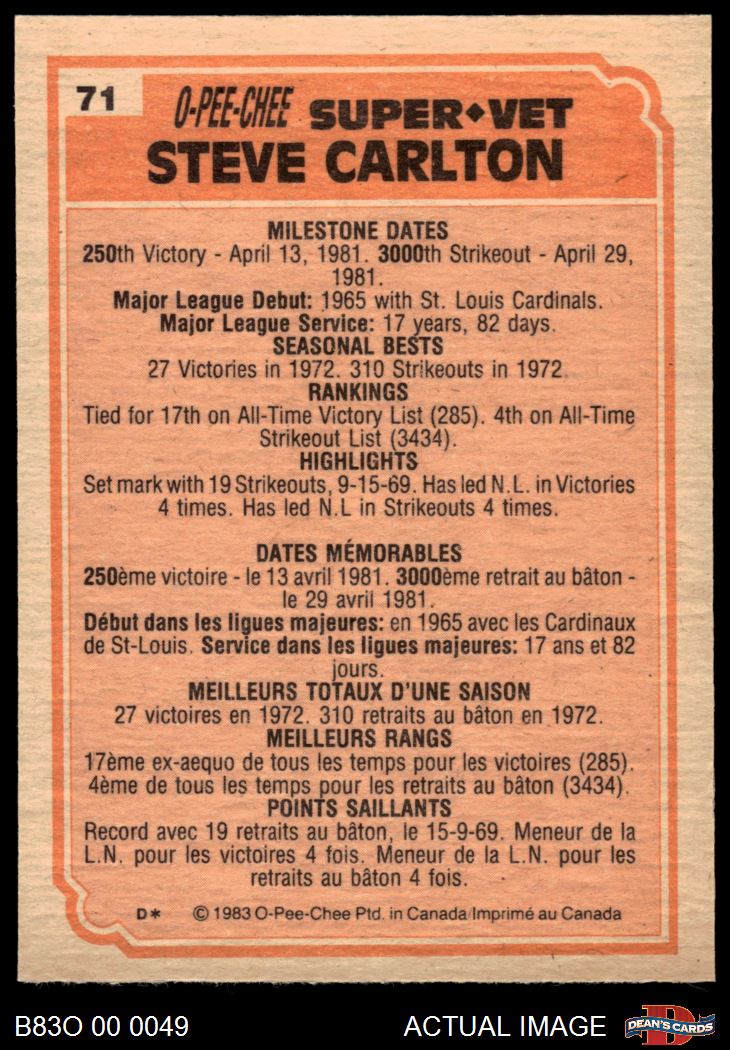 71
O-PEE-CHEE SUPER◆VET
STEVE CARLTON
MILESTONE DATES
250th Victory - April 13, 1981. 3000th Strikeout - April 29,
1981.
Major League Debut: 1965 with St. Louis Cardinals.
Major League Service: 17 years, 82 days.
SEASONAL BESTS
27 Victories in 1972. 310 Strikeouts in 1972.
RANKINGS
Tied for 17th on All-Time Victory List (285). 4th on All-Time
Strikeout List (3434).
HIGHLIGHTS
Set mark with 19 Strikeouts, 9-15-69. Has led N.L. in Victories
4 times. Has led N.L in Strikeouts 4 times.
DATES MÉMORABLES
250ème victoire - le 13 avril 1981. 3000ème retrait au bâton -
le 29 avril 1981.
Début dans les ligues majeures: en 1965 avec les Cardinaux
de St-Louis. Service dans les ligues majeures: 17 ans et 82
jours.
MEILLEURS TOTAUX D'UNE SAISON
27 victoires en 1972. 310 retraits au bâton en 1972.
MEILLEURS RANGS
17ème ex-aequo de tous les temps pour les victoires (285).
4ème de tous les temps pour les retraits au bâton (3434).
POINTS SAILLANTS
Record avec 19 retraits au bâton, le 15-9-69. Meneur de la
L.N. pour les victoires 4 fois. Meneur de la L.N. pour les
retraits au bâton 4 fois.
D* © 1983 O-Pee-Chee Ptd. in Canada/Imprimé au Canada
B83O 00 0049 ACTUAL IMAGE D DEAN'S CARDS